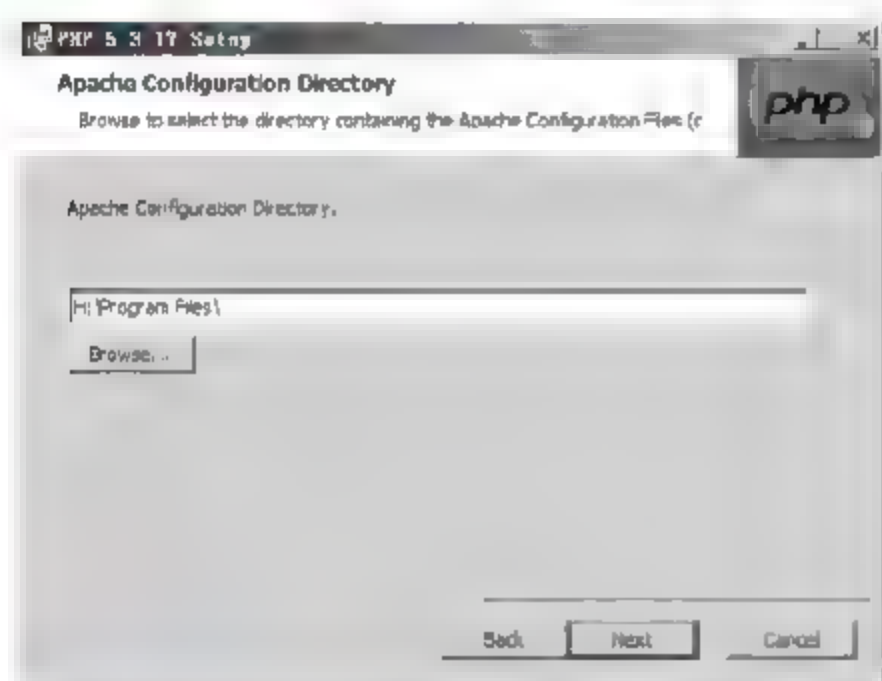 PHP 5 3 17 Setup
Apache Configuration Directory
Browse to select the directory containing the Apache Configuration Files (c
php
Apache Configuration Directory.
H:\Program Files\
Browse...
Back
Next
Cancel